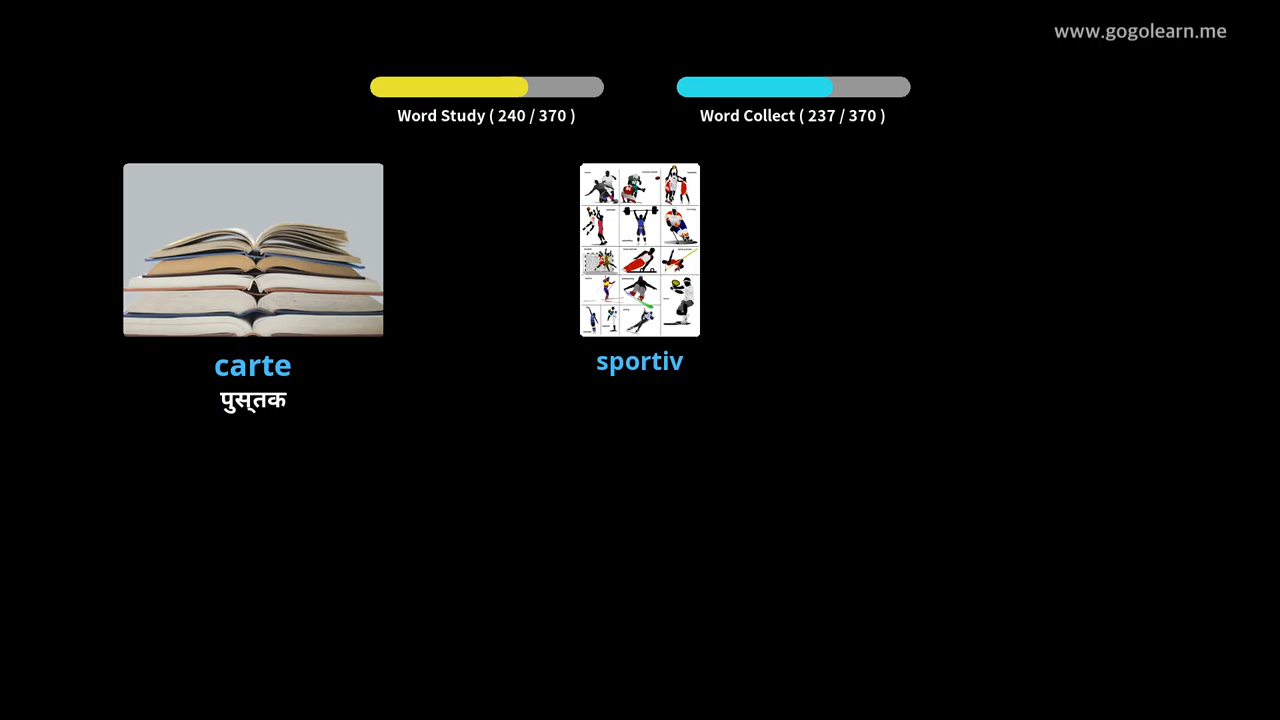 www.gogolearn.me
Word Study ( 240 / 370 )
Word Collect ( 237 / 370 )
carte
पुस्तक
sportiv